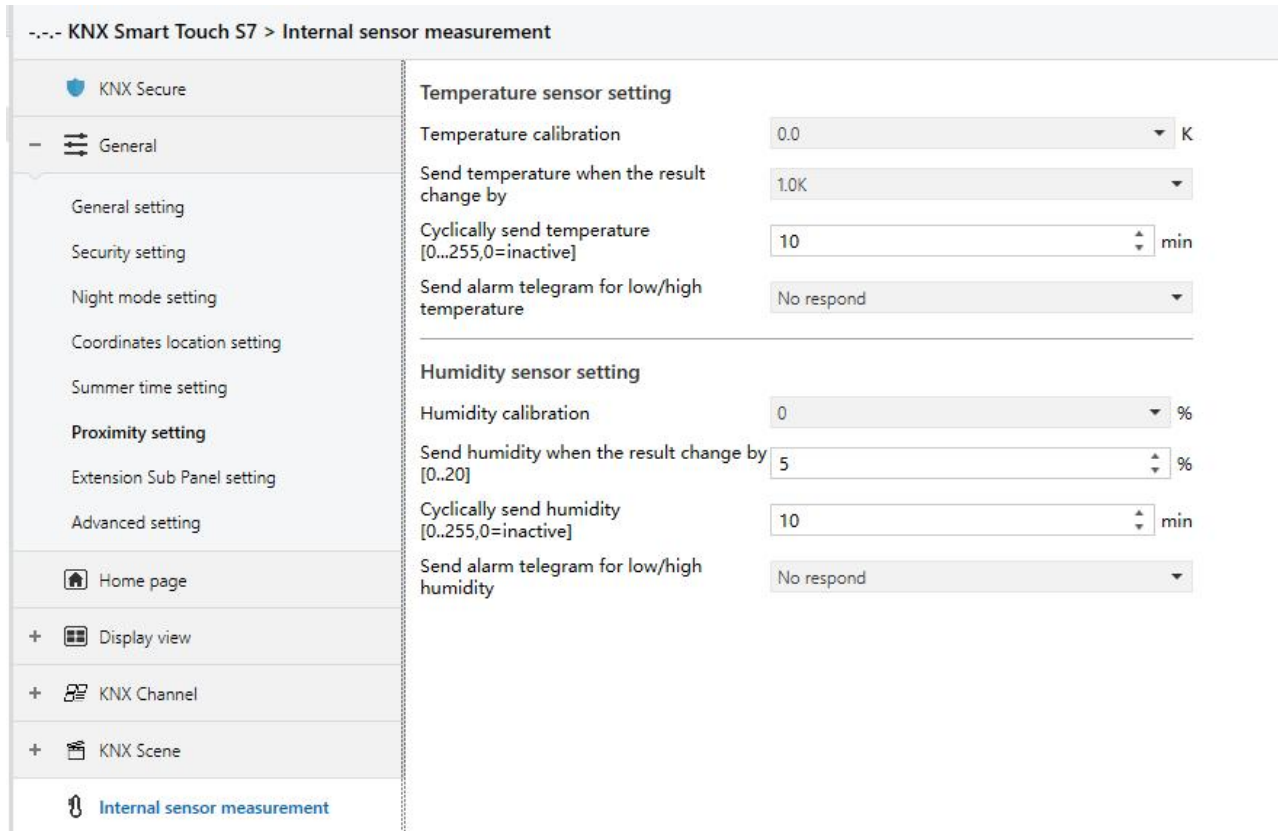 -.-.- KNX Smart Touch S7 > Internal sensor measurement
KNX Secure
General
General setting
Security setting
Night mode setting
Coordinates location setting
Summer time setting
Proximity setting
Extension Sub Panel setting
Advanced setting
Home page
Display view
KNX Channel
KNX Scene
Internal sensor measurement
Temperature sensor setting
Temperature calibration 0.0 K
Send temperature when the result
change by 1.0K
Cyclically send temperature
[0...255,0=inactive] 10 min
Send alarm telegram for low/high
temperature No respond
Humidity sensor setting
Humidity calibration 0 %
Send humidity when the result change by
[0..20] 5 %
Cyclically send humidity
[0..255,0=inactive] 10 min
Send alarm telegram for low/high
humidity No respond